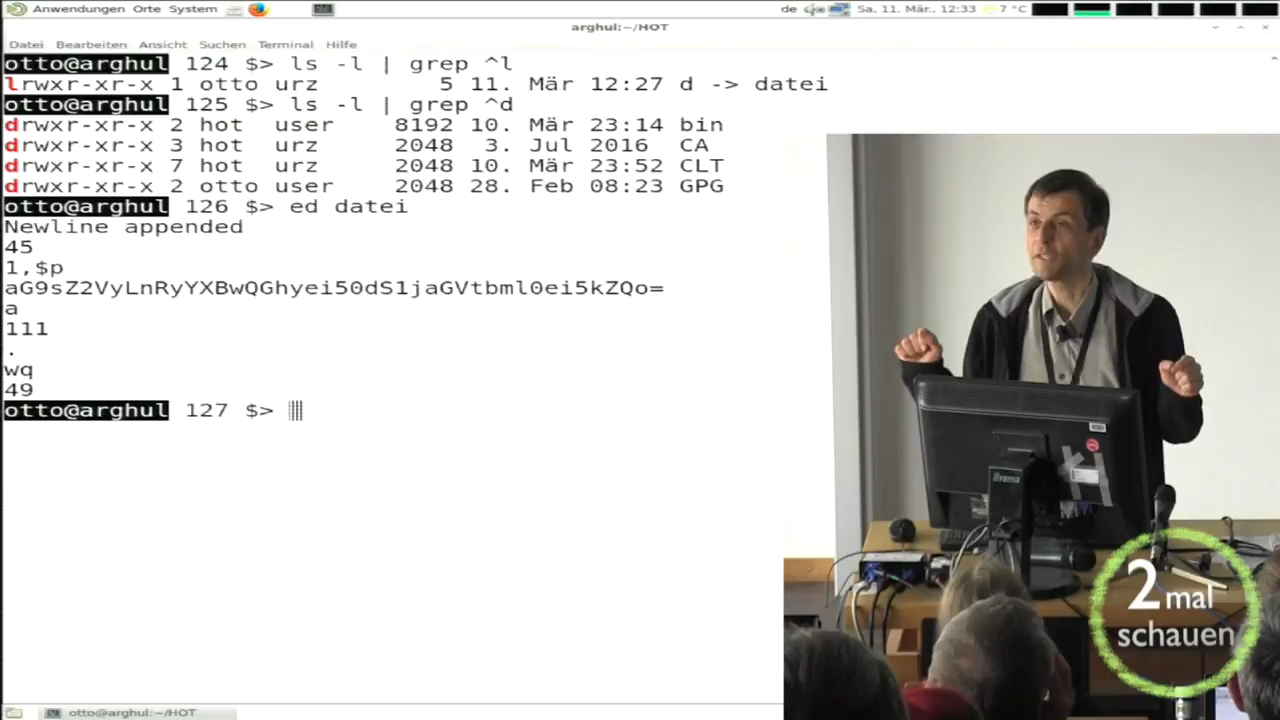 Anwendungen Orte System
de
Sa, 11. Mär., 12:33
7 °C
arghul:~/HOT
Datei Bearbeiten Ansicht Suchen Terminal Hilfe
otto@arghul 124 $> ls -l | grep ^l
lrwxr-xr-x 1 otto urz 5 11. Mär 12:27 d -> datei
otto@arghul 125 $> ls -l | grep ^d
drwxr-xr-x 2 hot user 8192 10. Mär 23:14 bin
drwxr-xr-x 3 hot urz 2048 3. Jul 2016 CA
drwxr-xr-x 7 hot urz 2048 10. Mär 23:52 CLT
drwxr-xr-x 2 otto user 2048 28. Feb 08:23 GPG
otto@arghul 126 $> ed datei
Newline appended
45
1,$p
aG9sZ2VyLnRyYXBwQGhyei50dS1jaGVtbml0ei5kZQo=
a
111
.
wq
49
otto@arghul 127 $>
iiyama
2 mal
schauen
otto@arghul:~/HOT